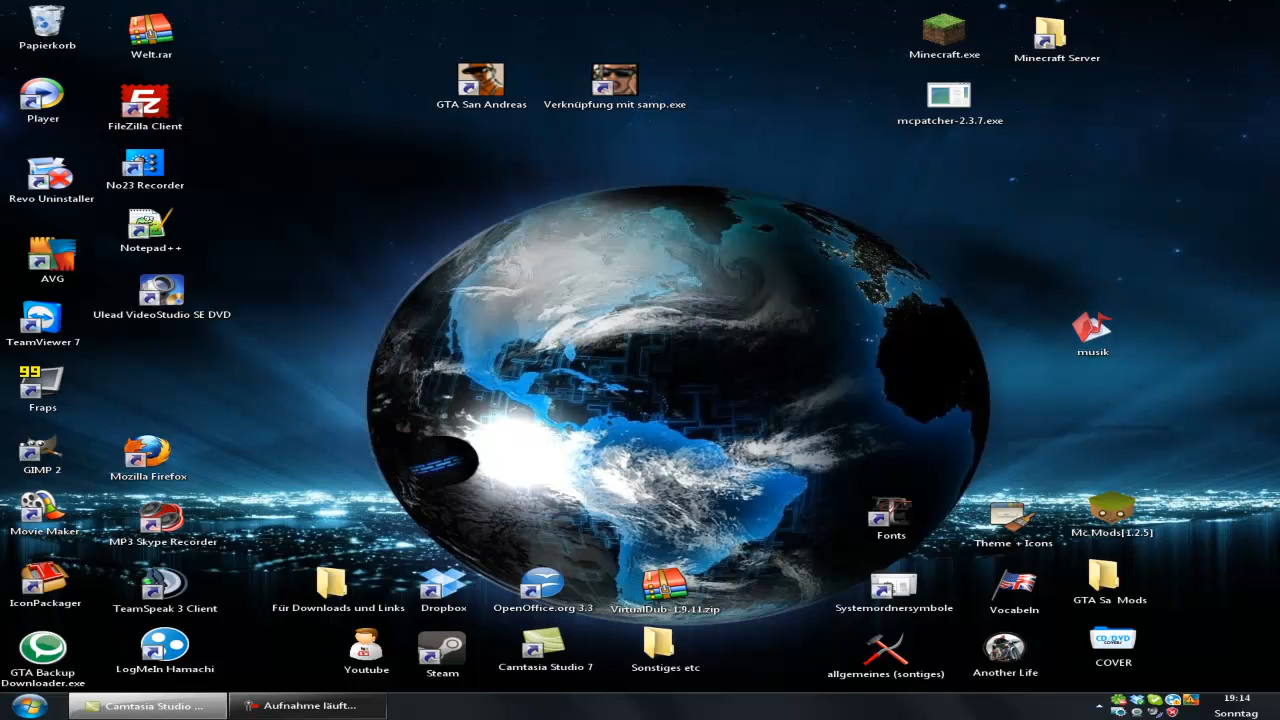 Papierkorb
Welt.rar
Minecraft.exe
Minecraft Server
GTA San Andreas
Verknüpfung mit samp.exe
Player
FileZilla Client
mcpatcher-2.3.7.exe
Revo Uninstaller
No23 Recorder
Notepad++
AVG
Ulead VideoStudio SE DVD
TeamViewer 7
musik
99
Fraps
GIMP 2
Mozilla Firefox
Movie Maker
MP3 Skype Recorder
Fonts
Theme + Icons
Mc Mods[1.2.5]
IconPackager
TeamSpeak 3 Client
Für Downloads und Links
Dropbox
OpenOffice.org 3.3
VirtualDub-1.9.11.zip
Systemordnersymbole
Vocabeln
GTA Sa Mods
GTA Backup
Downloader.exe
LogMeIn Hamachi
Youtube
Steam
Camtasia Studio 7
Sonstiges etc
allgemeines (sontiges)
Another Life
CD/DVD
COVER
Camtasia Studio ...
Aufnahme läuft...
19:14
Sonntag